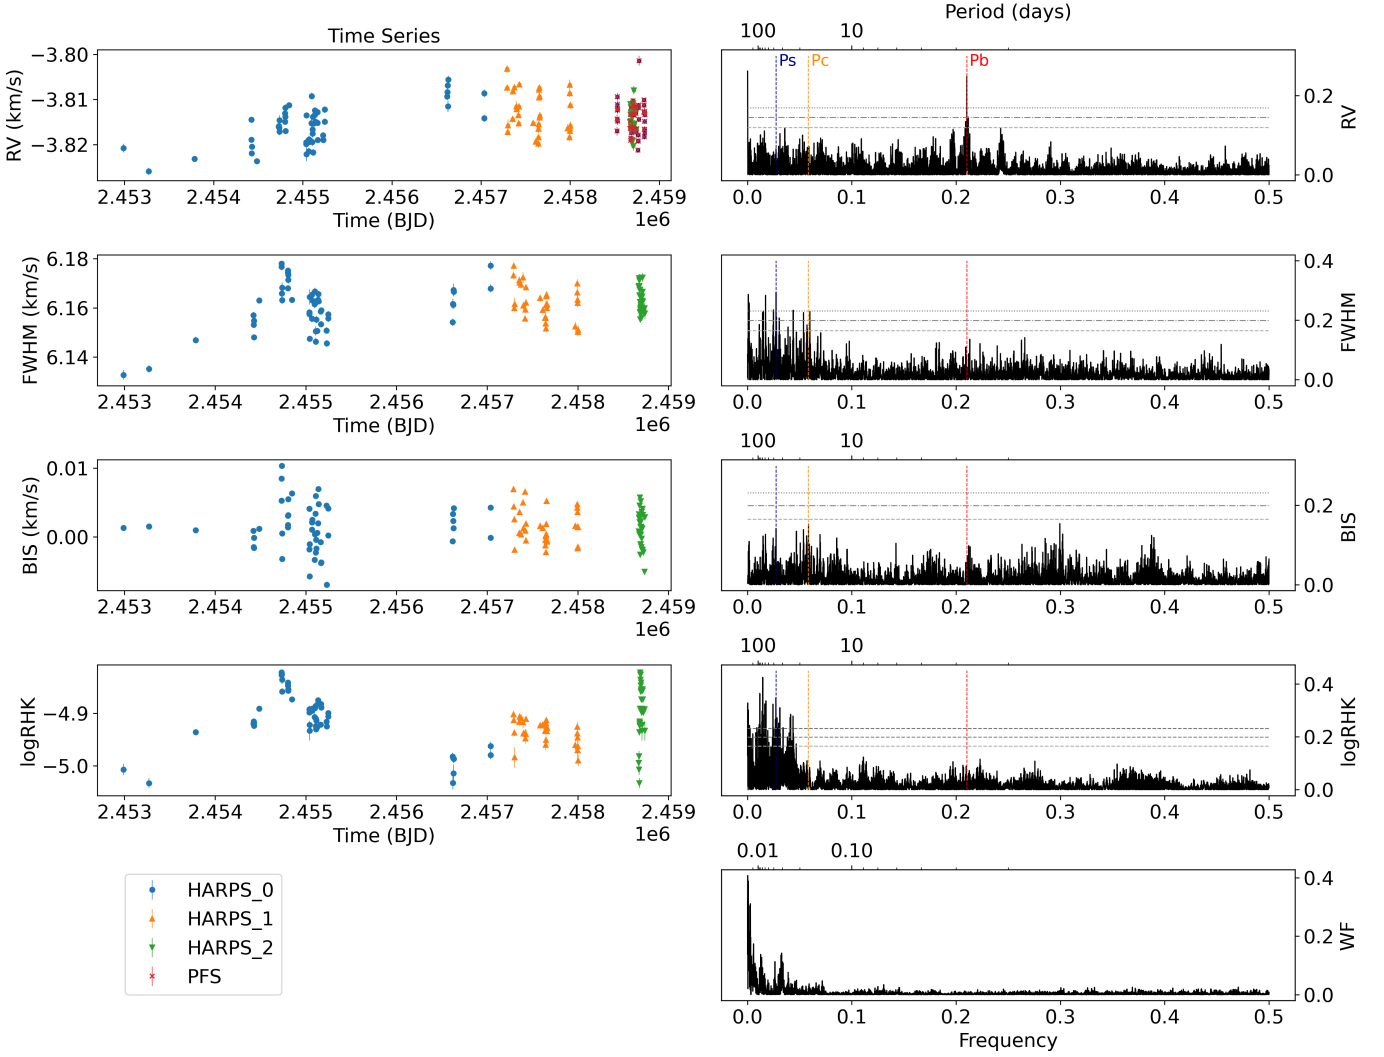 Time Series
Period (days)
100 10
−3.80
−3.81
−3.82
RV (km/s)
Ps Pc Pb
0.2
0.0
RV
2.453 2.454 2.455 2.456 2.457 2.458 2.459
Time (BJD)
1e6
0.0 0.1 0.2 0.3 0.4 0.5
6.18
6.16
6.14
FWHM (km/s)
0.4
0.2
0.0
FWHM
2.453 2.454 2.455 2.456 2.457 2.458 2.459
Time (BJD)
1e6
0.0 0.1 0.2 0.3 0.4 0.5
100 10
0.01
0.00
BIS (km/s)
0.2
0.0
BIS
2.453 2.454 2.455 2.456 2.457 2.458 2.459
1e6
0.0 0.1 0.2 0.3 0.4 0.5
100 10
−4.9
−5.0
logRHK
0.4
0.2
0.0
logRHK
2.453 2.454 2.455 2.456 2.457 2.458 2.459
Time (BJD)
1e6
0.0 0.1 0.2 0.3 0.4 0.5
0.01 0.10
HARPS_0
HARPS_1
HARPS_2
PFS
0.4
0.2
0.0
WF
0.0 0.1 0.2 0.3 0.4 0.5
Frequency